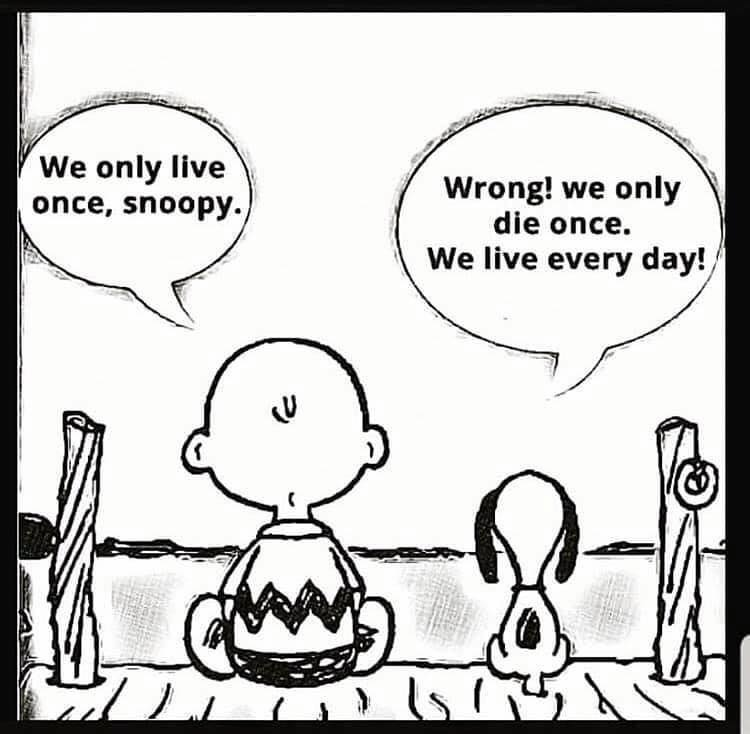 We only live
once, snoopy.
Wrong! we only
die once.
We live every day!